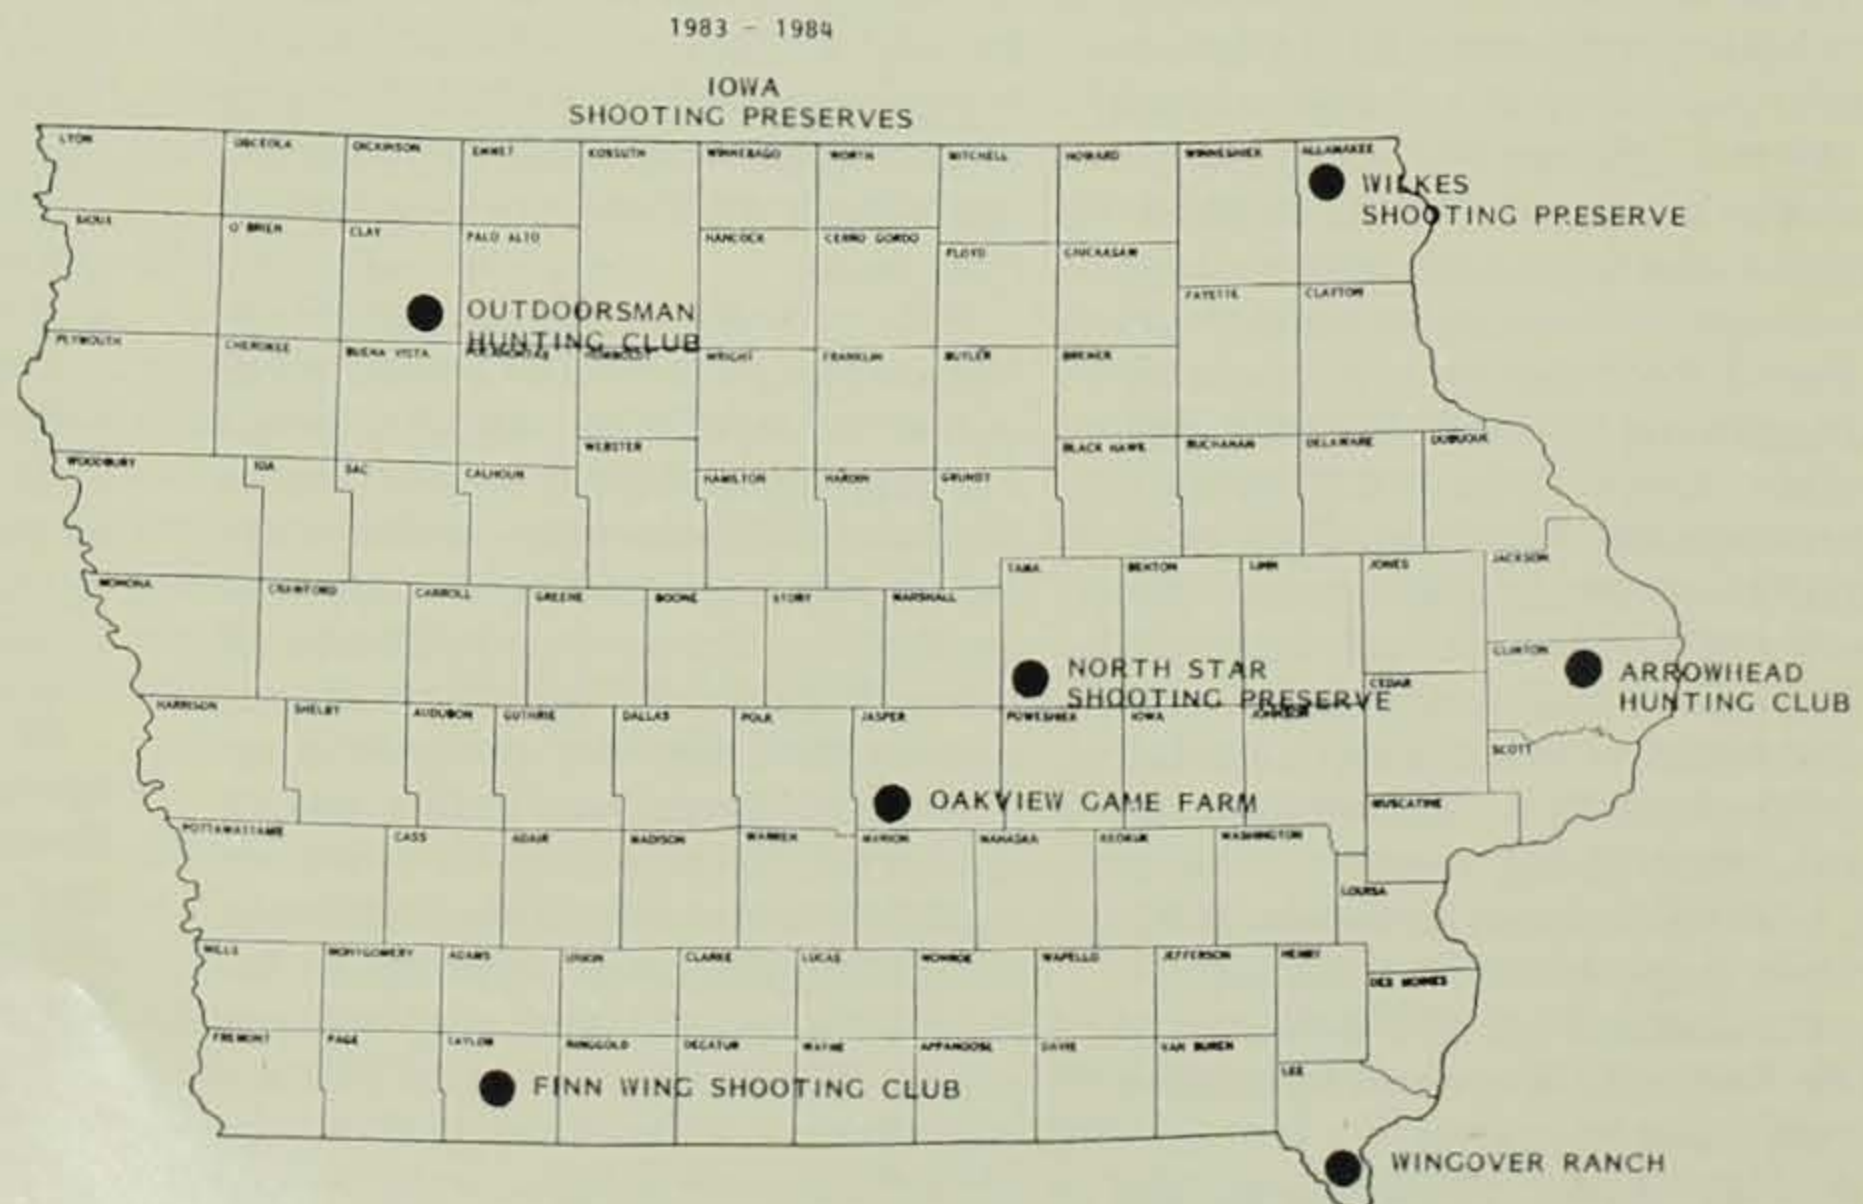 1983 - 1984
IOWA
SHOOTING PRESERVES
LYON OSCEOLA DICKINSON EMMET KOSSUTH WINNEBAGO WORTH MITCHELL HOWARD WINNESHIEK ALLAMAKEE
WILKES
SHOOTING PRESERVE
SIOUX O'BRIEN CLAY PALO ALTO HANCOCK CERRO GORDO FLOYD CHICKASAW
FAYETTE CLAYTON
OUTDOORSMAN
HUNTING CLUB
PLYMOUTH CHEROKEE BUENA VISTA POCAHONTAS HUMBOLDT WRIGHT FRANKLIN BUTLER BREMER
WEBSTER BLACK HAWK BUCHANAN DELAWARE DUBUQUE
WOODBURY IDA SAC CALHOUN HAMILTON HARDIN GRUNDY
TAMA BENTON LINN JONES JACKSON
MONONA CRAWFORD CARROLL GREENE BOONE STORY MARSHALL
CLINTON
NORTH STAR
SHOOTING PRESERVE
CEDAR
ARROWHEAD
HUNTING CLUB
HARRISON SHELBY AUDUBON GUTHRIE DALLAS POLK JASPER POWESHIEK IOWA JOHNSON
SCOTT
OAKVIEW GAME FARM
MUSCATINE
POTTAWATTAMIE CASS ADAIR MADISON WARREN MARION MAHASKA KEOKUK WASHINGTON
LOUISA
MILLS MONTGOMERY ADAMS UNION CLARKE LUCAS MONROE WAPELLO JEFFERSON HENRY
DES MOINES
FREMONT PAGE TAYLOR RINGGOLD DECATUR WAYNE APPANOOSE DAVIS VAN BUREN
LEE
FINN WING SHOOTING CLUB
WINGOVER RANCH